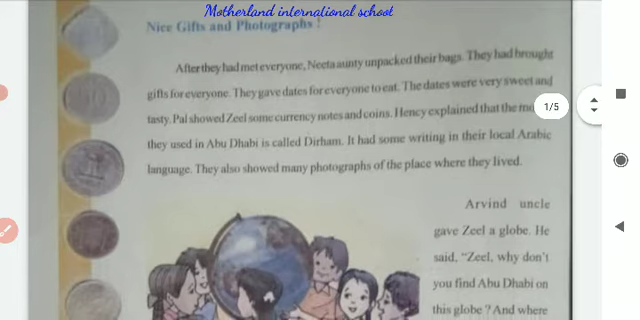 Motherland international school
Nice Gifts and Photographs !
After they had met everyone, Neeta aunty unpacked their bags. They had brought
gifts for everyone. They gave dates for everyone to eat. The dates were very sweet and
tasty. Pal showed Zeel some currency notes and coins. Hency explained that the
1/5
they used in Abu Dhabi is called Dirham. It had some writing in their local Arabic
language. They also showed many photographs of the place where they lived.
Arvind uncle
gave Zeel a globe. He
said, “Zeel, why don't
you find Abu Dhabi on
this globe ? And where